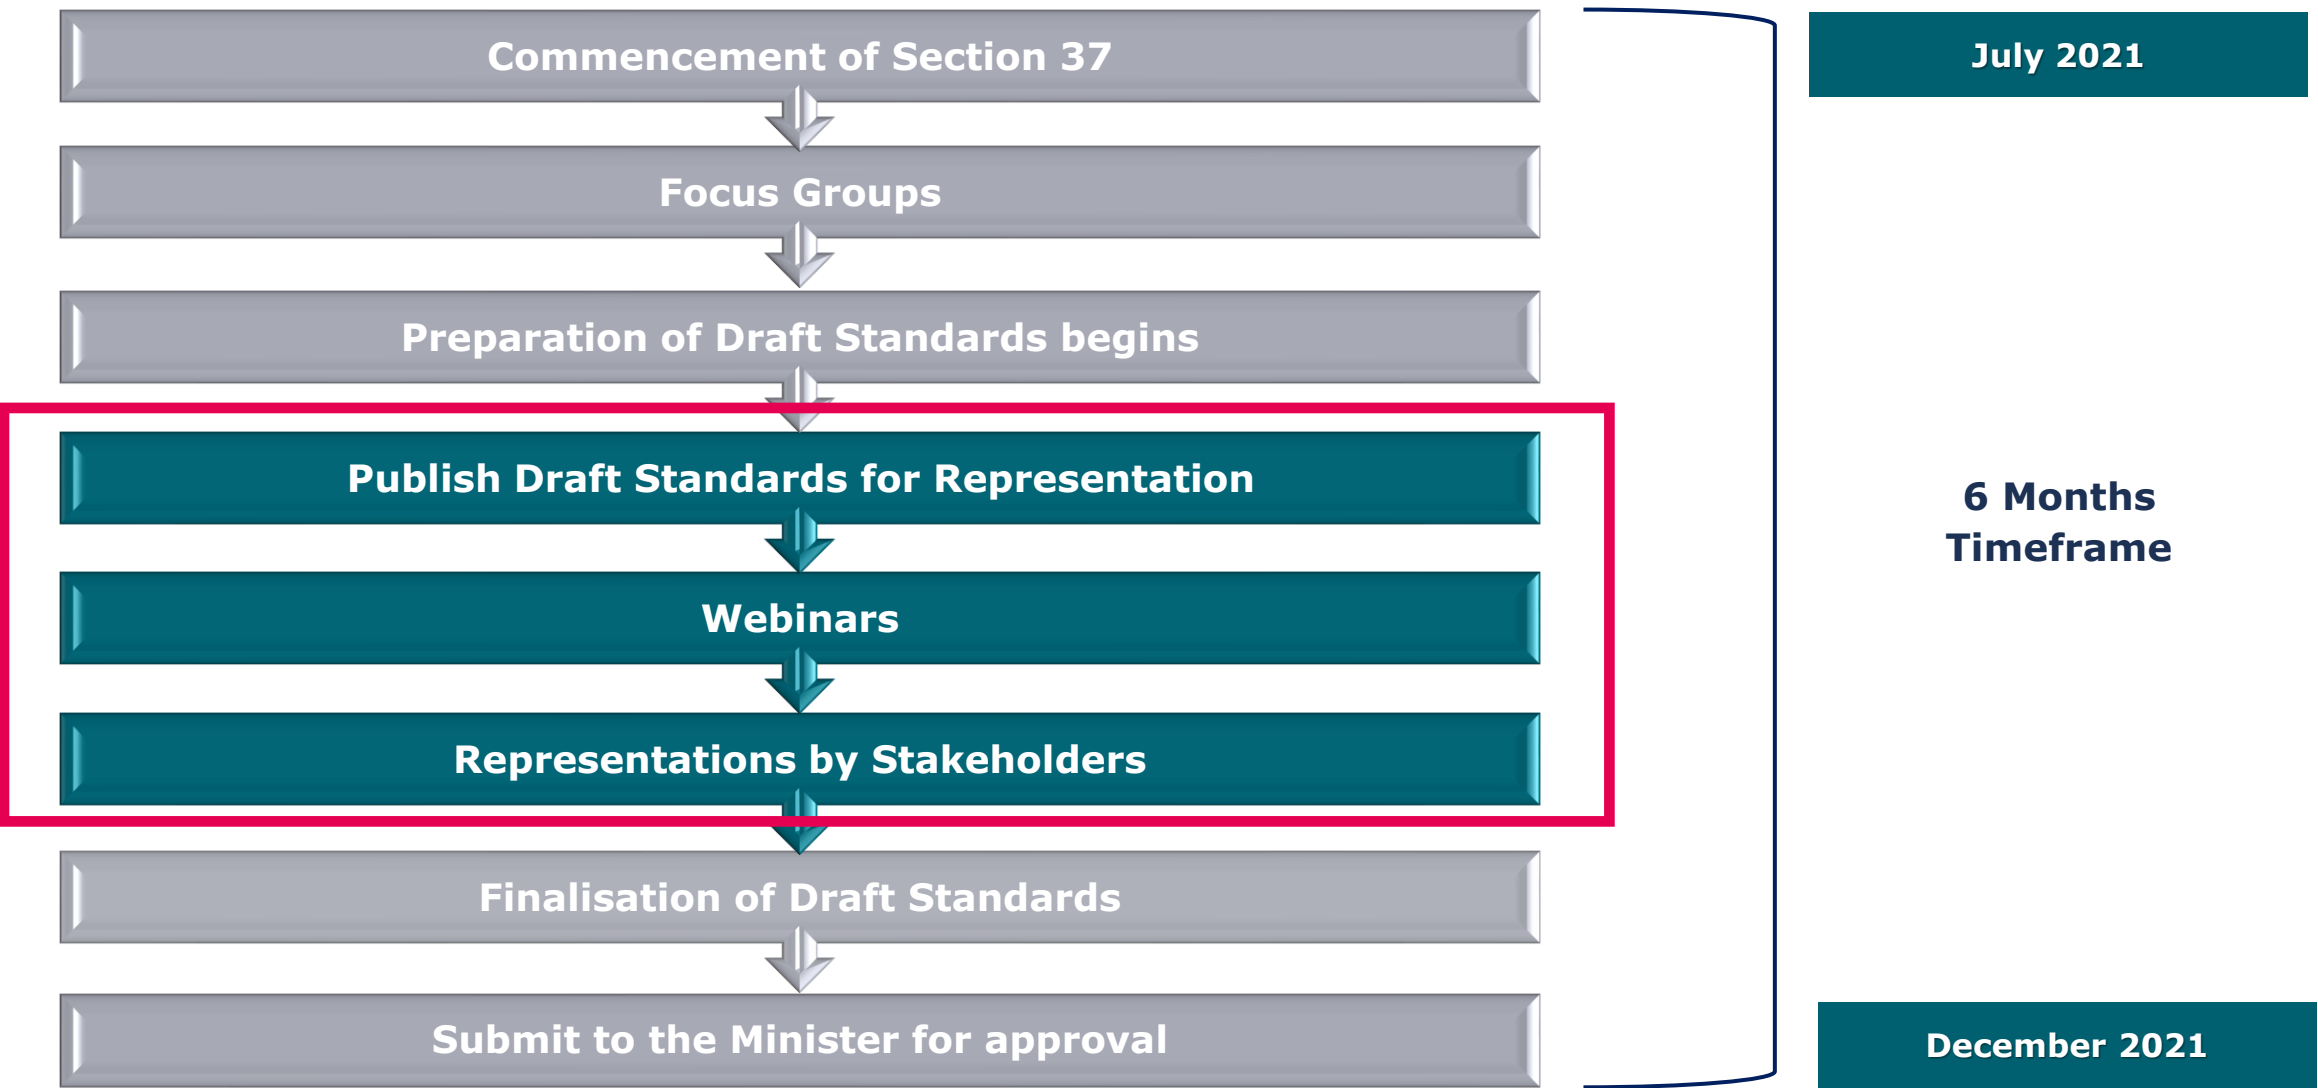 Commencement of Section 37
July 2021
Focus Groups
Preparation of Draft Standards begins
Publish Draft Standards for Representation
6 Months
Timeframe
Webinars
Representations by Stakeholders
Finalisation of Draft Standards
Submit to the Minister for approval
December 2021